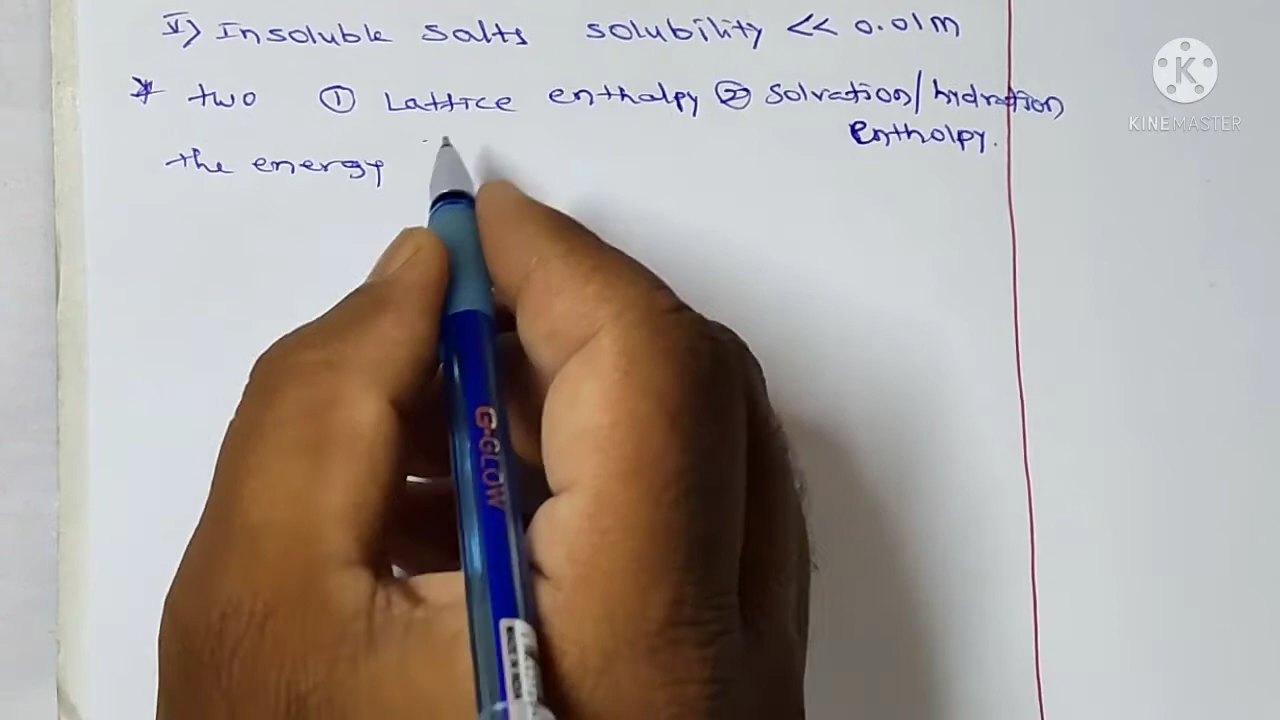 V) Insoluble salts solubility << 0.01M
* two ① Lattice enthalpy ② solvation/hydration
enthalpy.
the energy
KINEMASTER
G-GLOW